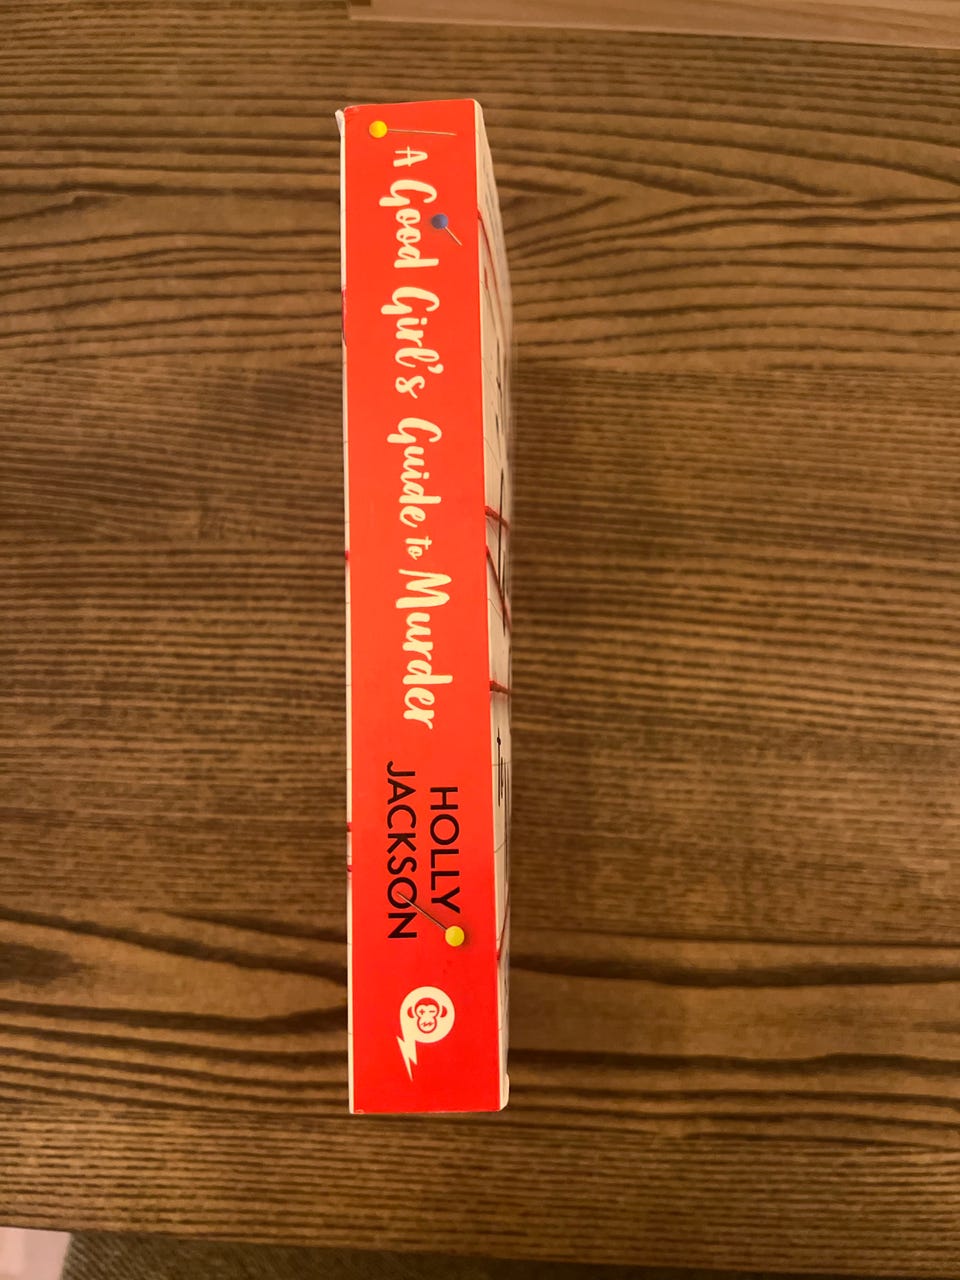 A Good Girl's Guide to Murder
HOLLY
JACKSON